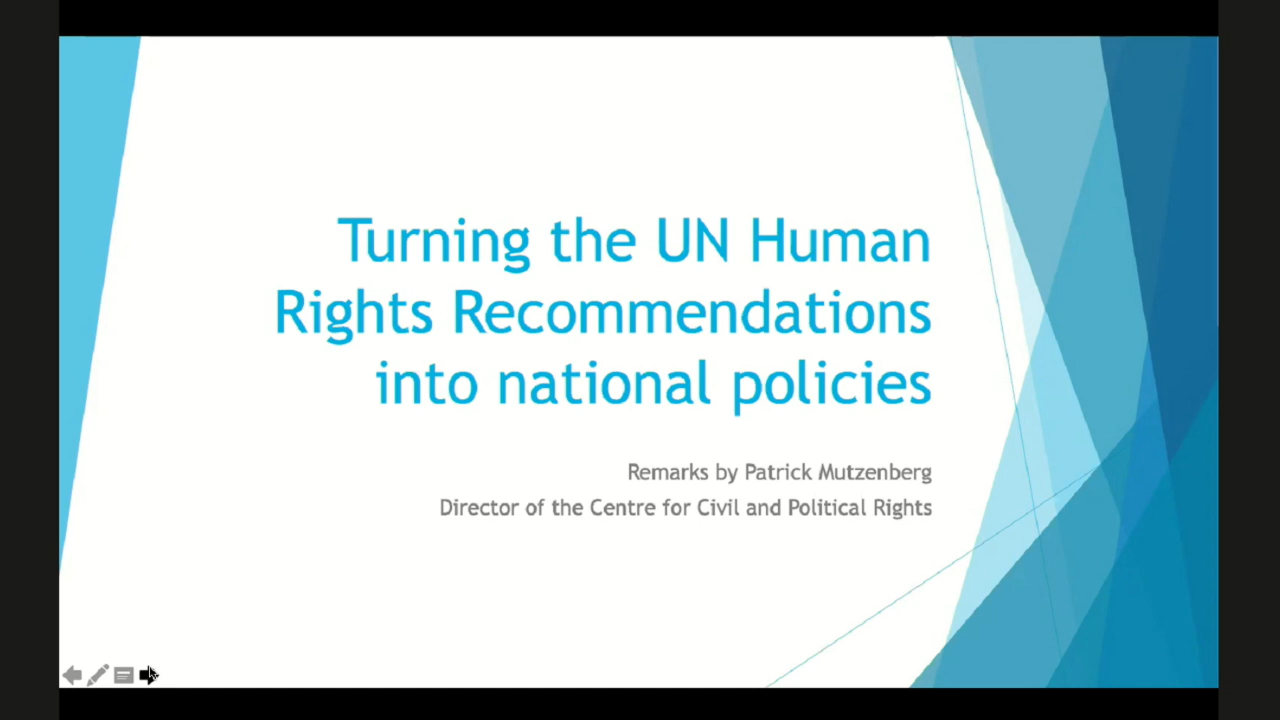 Turning the UN Human
Rights Recommendations
into national policies
Remarks by Patrick Mutzenberg
Director of the Centre for Civil and Political Rights